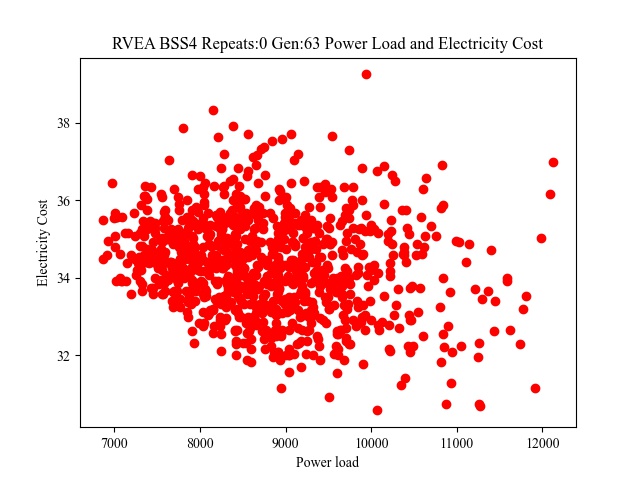 RVEA BSS4 Repeats:0 Gen:63 Power Load and Electricity Cost
Electricity Cost
38
36
34
32
7000 8000 9000 10000 11000 12000
Power load